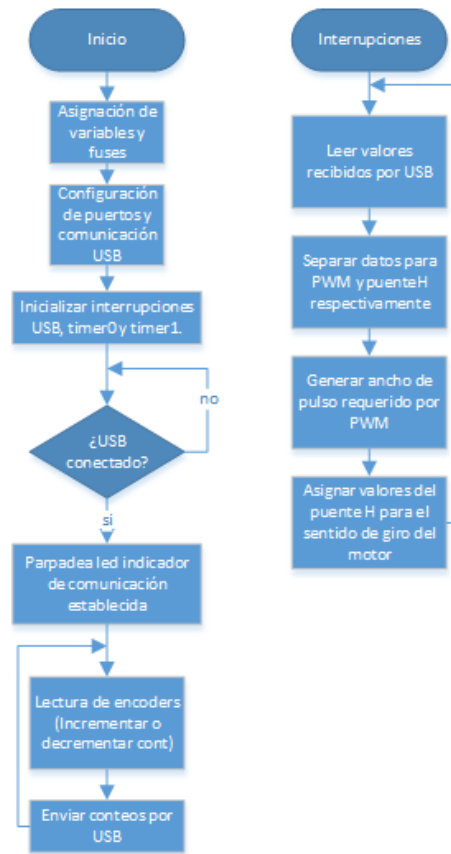 Inicio
Asignación de
variables y
fuses
Configuración
de puertos y
comunicación
USB
Inicializar interrupciones
USB, timer0 y timer1.
no
¿USB
conectado?
si
Parpadea led indicador
de comunicación
establecida
Lectura de encoders
(Incrementar o
decrementar cont)
Enviar conteos por
USB
Interrupciones
Leer valores
recibidos por USB
Separar datos para
PWM y puente H
respectivamente
Generar ancho de
pulso requerido por
PWM
Asignar valores del
puente H para el
sentido de giro del
motor